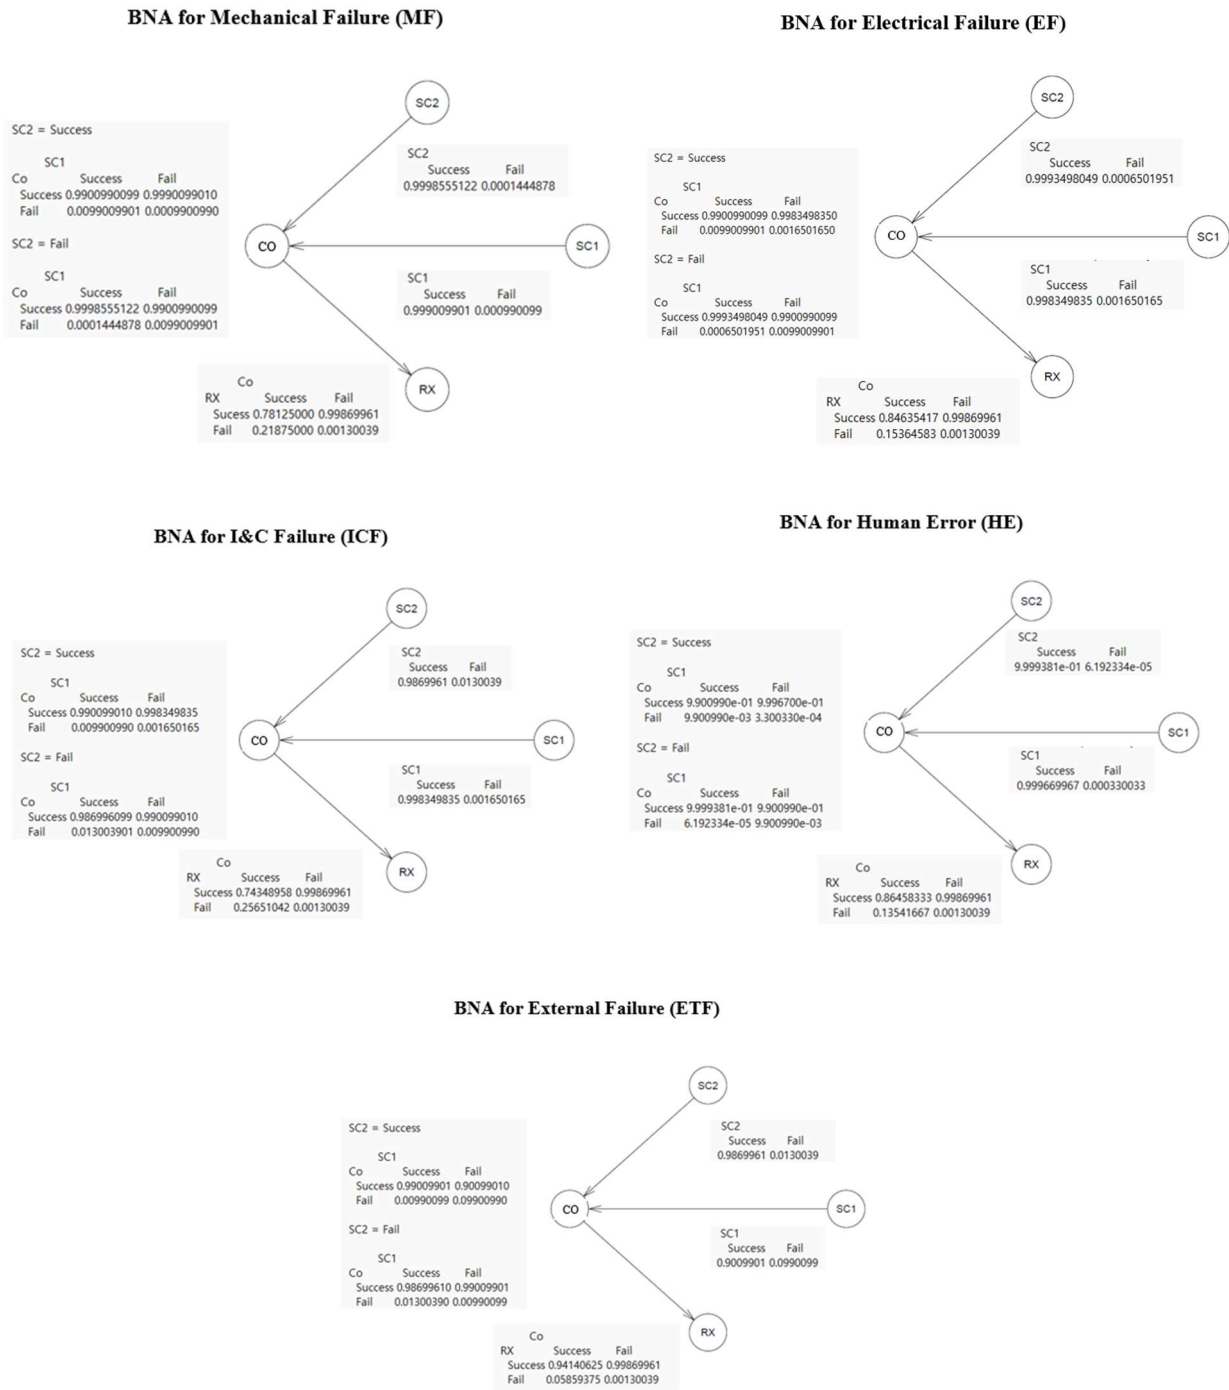 BNA for Mechanical Failure (MF)
SC2
SC2 = Success
SC1
Co Success Fail
Success 0.9900990099 0.9990099010
Fail 0.0099009901 0.0009900990
SC2 = Fail
SC1
Co Success Fail
Success 0.9998555122 0.9900990099
Fail 0.0001444878 0.0099009901
SC2
Success Fail
0.9998555122 0.0001444878
CO
SC1
SC1
Success Fail
0.999009901 0.000990099
Co
RX Success Fail
Sucess 0.78125000 0.99869961
Fail 0.21875000 0.00130039
RX
BNA for Electrical Failure (EF)
SC2
SC2 = Success
SC1
Co Success Fail
Success 0.9900990099 0.9983498350
Fail 0.0099009901 0.0016501650
SC2 = Fail
SC1
Co Success Fail
Success 0.9993498049 0.9900990099
Fail 0.0006501951 0.0099009901
SC2
Success Fail
0.9993498049 0.0006501951
CO
SC1
SC1
Success Fail
0.998349835 0.001650165
Co
RX Success Fail
Success 0.84635417 0.99869961
Fail 0.15364583 0.00130039
RX
BNA for I&C Failure (ICF)
SC2
SC2 = Success
SC1
Co Success Fail
Success 0.990099010 0.998349835
Fail 0.009900990 0.001650165
SC2 = Fail
SC1
Co Success Fail
Success 0.986996099 0.990099010
Fail 0.013003901 0.009900990
SC2
Success Fail
0.9869961 0.0130039
CO
SC1
SC1
Success Fail
0.998349835 0.001650165
Co
RX Success Fail
Success 0.74348958 0.99869961
Fail 0.25651042 0.00130039
RX
BNA for Human Error (HE)
SC2
SC2 = Success
SC1
Co Success Fail
Success 9.900990e-01 9.996700e-01
Fail 9.900990e-03 3.300330e-04
SC2 = Fail
SC1
Co Success Fail
Success 9.999381e-01 9.900990e-01
Fail 6.192334e-05 9.900990e-03
SC2
Success Fail
9.999381e-01 6.192334e-05
CO
SC1
SC1
Success Fail
0.999669967 0.000330033
Co
RX Success Fail
Success 0.86458333 0.99869961
Fail 0.13541667 0.00130039
RX
BNA for External Failure (ETF)
SC2
SC2 = Success
SC1
Co Success Fail
Success 0.99009901 0.90099010
Fail 0.00990099 0.09900990
SC2 = Fail
SC1
Co Success Fail
Success 0.98699610 0.99009901
Fail 0.01300390 0.00990099
SC2
Success Fail
0.9869961 0.0130039
CO
SC1
SC1
Success Fail
0.9009901 0.0990099
Co
RX Success Fail
Success 0.94140625 0.99869961
Fail 0.05859375 0.00130039
RX